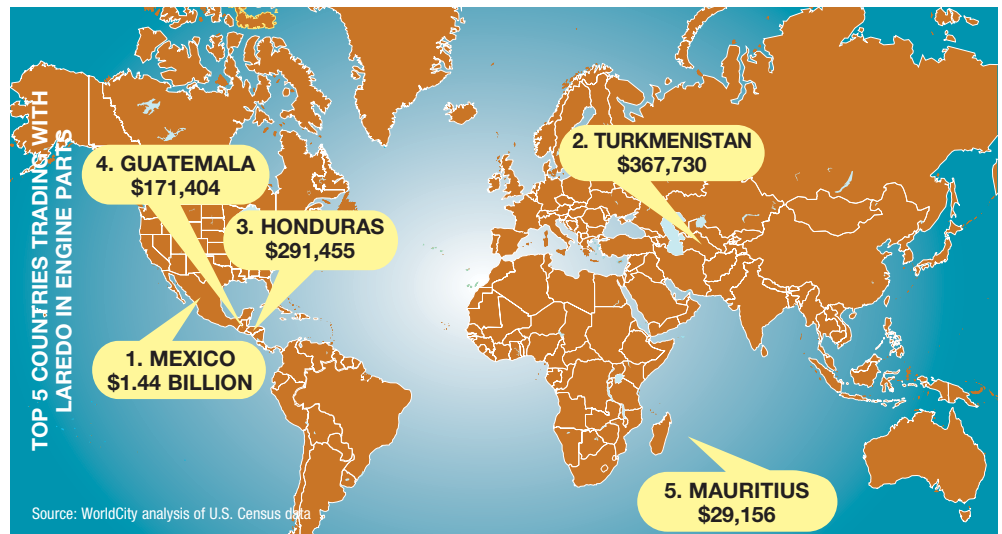 TOP 5 COUNTRIES TRADING WITH
LAREDO IN ENGINE PARTS
4. GUATEMALA
$171,404
3. HONDURAS
$291,455
2. TURKMENISTAN
$367,730
1. MEXICO
$1.44 BILLION
5. MAURITIUS
$29,156
Source: WorldCity analysis of U.S. Census data